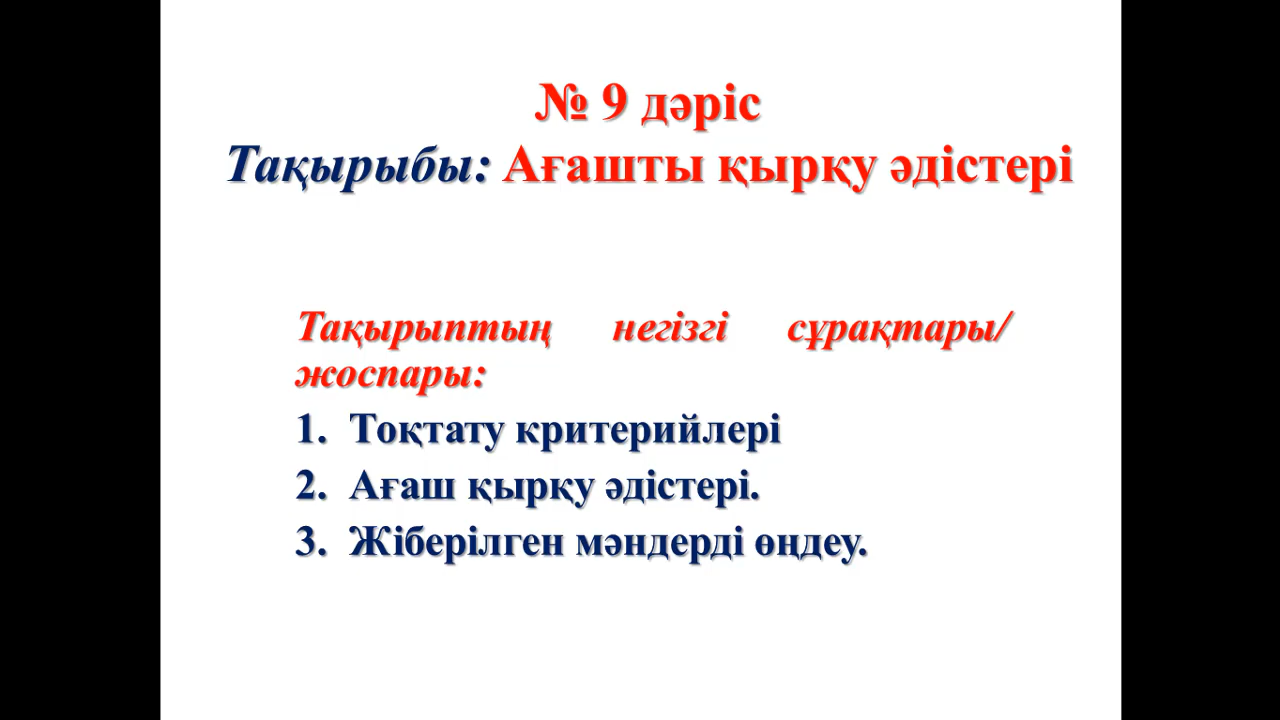 № 9 дәріс
Тақырыбы: Ағашты қырқу әдістері
Тақырыптың негізгі сұрақтары/
жоспары:
1. Тоқтату критерийлері
2. Ағаш қырқу әдістері.
3. Жіберілген мәндерді өңдеу.